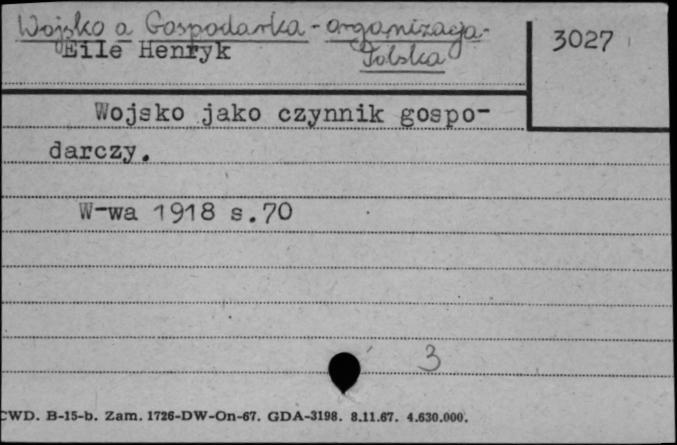 Wojsko a Gospodarka - organizacja -
Polska
Eile Henryk
3027
Wojsko jako czynnik gospo-
darczy.
W-wa 1918 s.70
3
CWD. B-15-b. Zam. 1726-DW-On-67. GDA-3198. 8.11.67. 4.630.000.